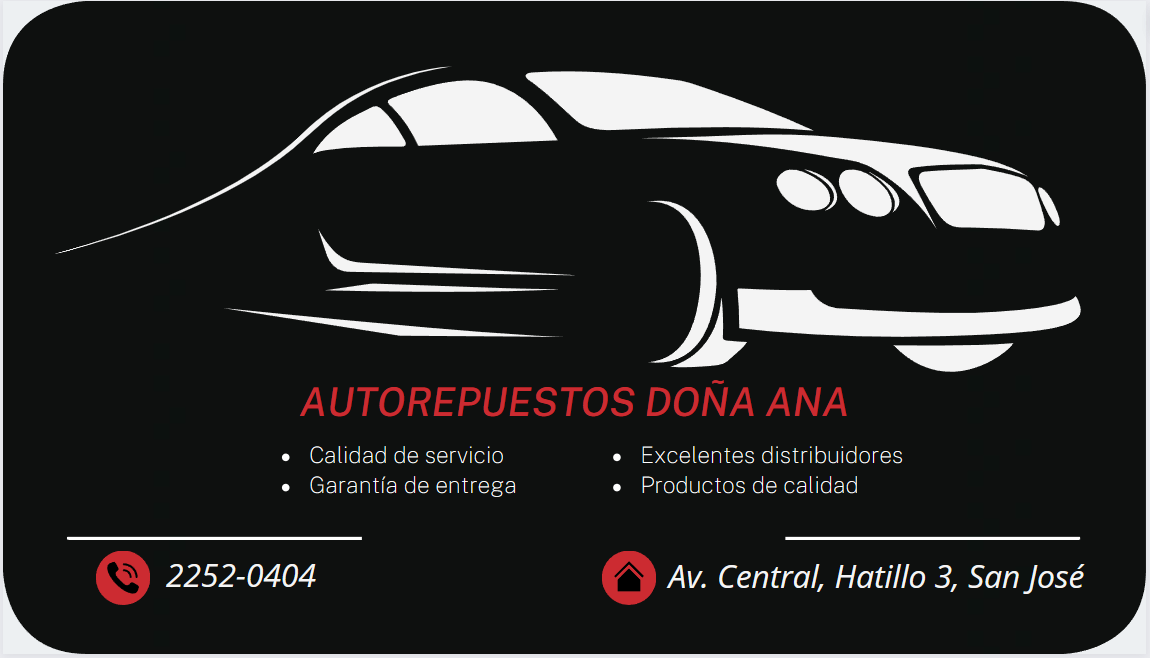 AUTOREPUESTOS DOÑA ANA
• Calidad de servicio
• Garantía de entrega
• Excelentes distribuidores
• Productos de calidad
2252-0404
Av. Central, Hatillo 3, San José